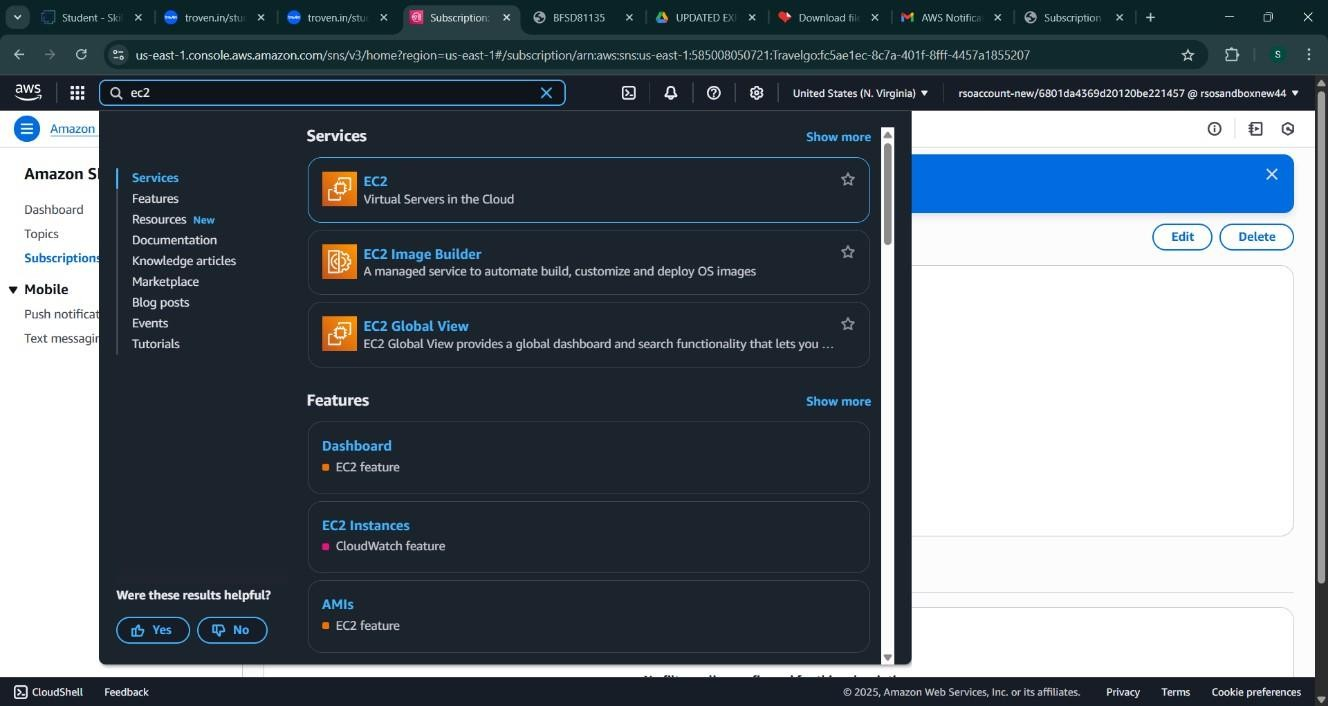 Student - Skil
troven.in/stud
troven.in/stud
Subscription:
BFSD81135
UPDATED EX
Download file
AWS Notifica
Subscription
us-east-1.console.aws.amazon.com/sns/v3/home?region=us-east-1#/subscription/arn:aws:sns:us-east-1:585008050721:Travelgo:fc5ae1ec-8c7a-401f-8fff-4457a1855207
aws
ec2
United States (N. Virginia)
rsoaccount-new/6801da4369d20120be221457 @ rsosandboxnew44
Amazon
Amazon S
Dashboard
Topics
Subscriptions
Mobile
Push notificat
Text messagin
Services
Features
Resources New
Documentation
Knowledge articles
Marketplace
Blog posts
Events
Tutorials
Were these results helpful?
Yes
No
Services
Show more
EC2
Virtual Servers in the Cloud
EC2 Image Builder
A managed service to automate build, customize and deploy OS images
EC2 Global View
EC2 Global View provides a global dashboard and search functionality that lets you ...
Features
Show more
Dashboard
EC2 feature
EC2 Instances
CloudWatch feature
AMIs
EC2 feature
Edit
Delete
CloudShell
Feedback
© 2025, Amazon Web Services, Inc. or its affiliates.
Privacy
Terms
Cookie preferences